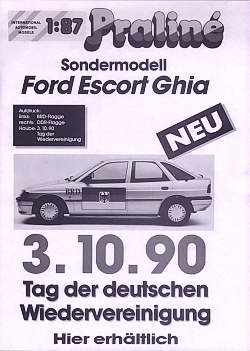 INTERNATIONAL
AUTOMOBIL
MODELS
1:87 Praliné
Sondermodell
Ford Escort Ghia
Aufdruck:
links: BRD-Flagge
rechts: DDR-Flagge
Haube: 3.10.90
Tag der
Wiedervereinigung
NEU
BRD
3.10.90
Tag der deutschen
Wiedervereinigung
Hier erhältlich